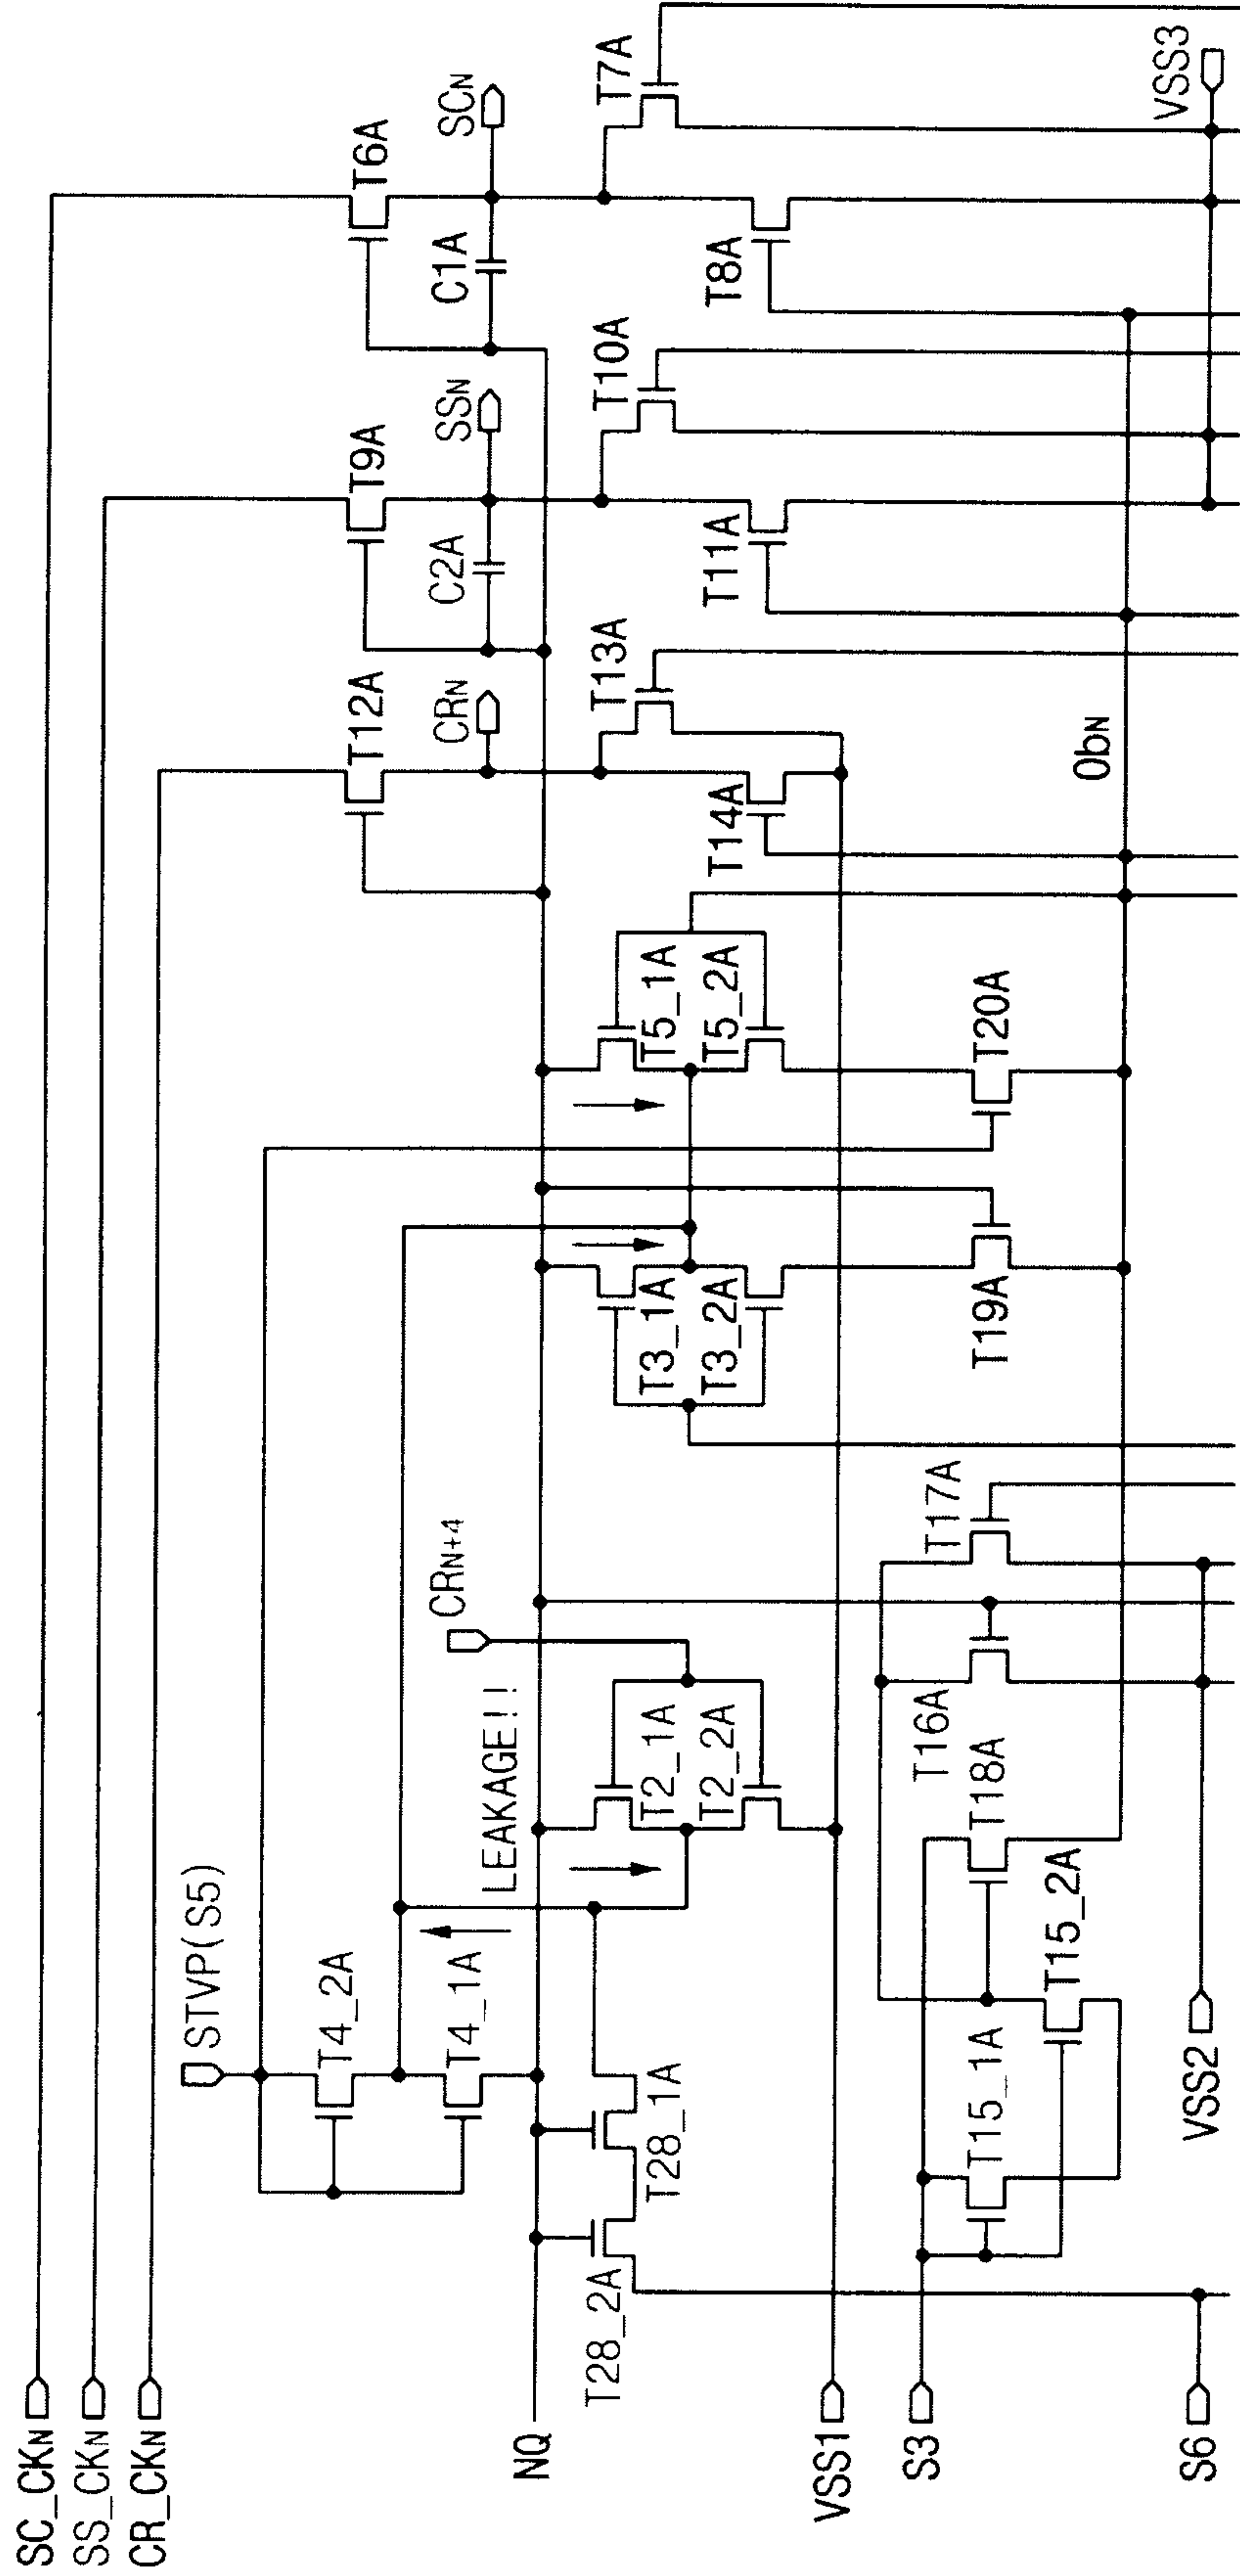 SC_CKN
SS_CKN
CR_CKN
STVP(S5)
T4_2A
T4_1A
LEAKAGE!!
CRN+4
NQ
T28_2A
T28_1A
T2_1A
T2_2A
T3_1A
T3_2A
T5_1A
T5_2A
T12A
CRN
T13A
T14A
T9A
C2A
SSN
T10A
T11A
T6A
C1A
SCN
T7A
T8A
VSS1
S3
T15_1A
T15_2A
T18A
T16A
T17A
T19A
T20A
QbN
S6
VSS2
VSS3